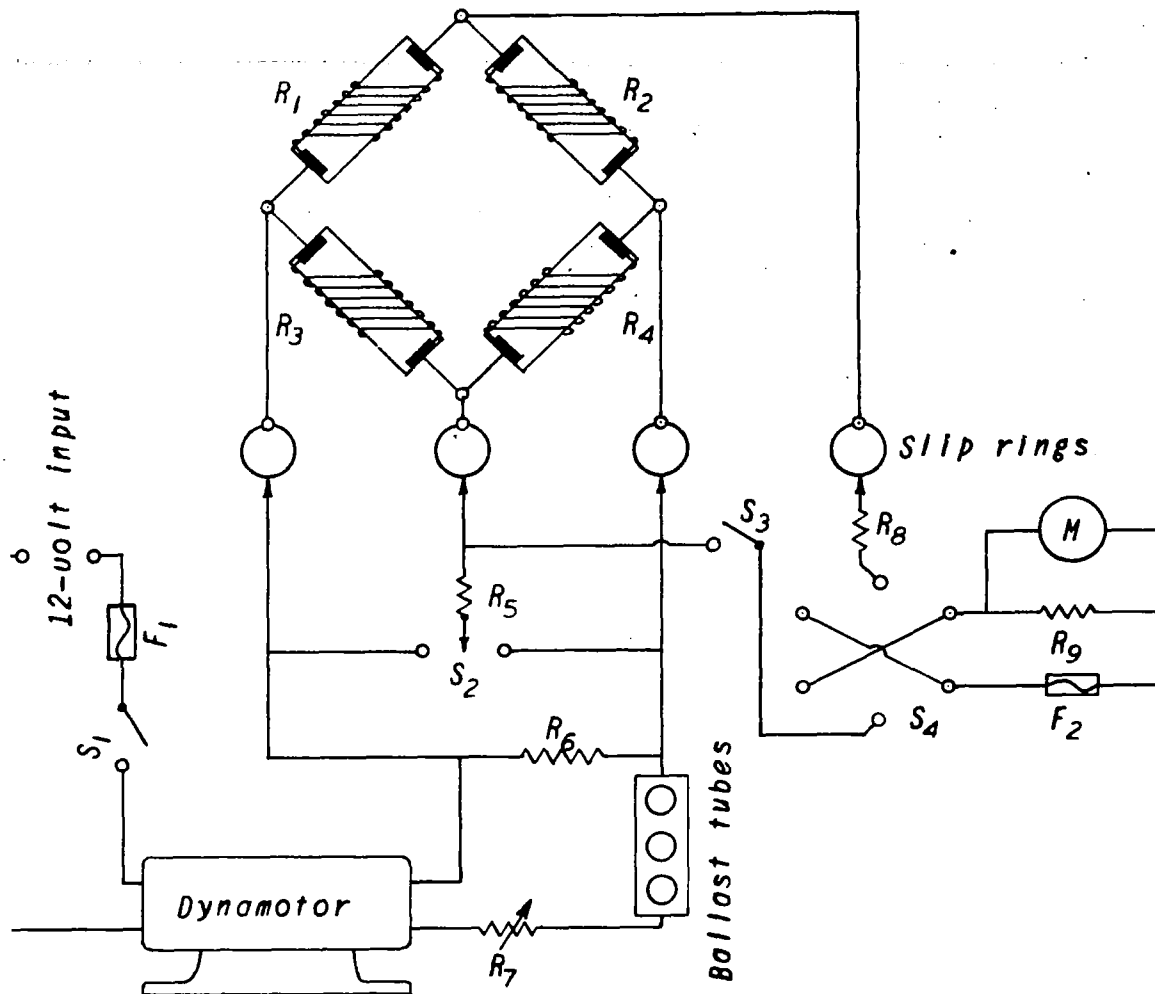 R1
R2
R3
R4
Slip rings
12-volt input
F1
S1
R5
S2
S3
R8
M
R9
S4
F2
R6
Ballast tubes
Dynamotor
R7